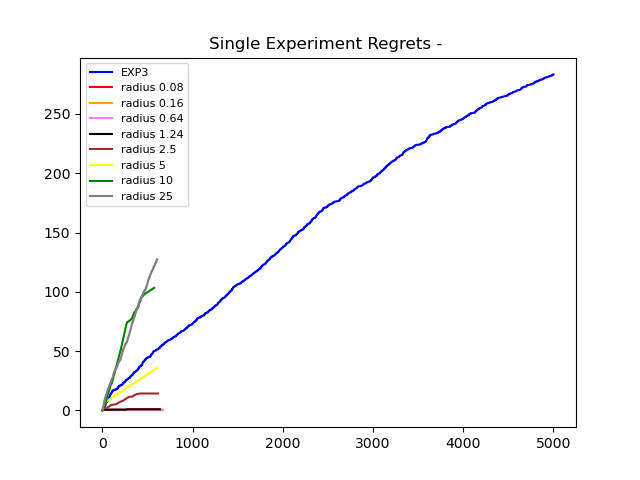 Single Experiment Regrets -
EXP3
radius 0.08
radius 0.16
radius 0.64
radius 1.24
radius 2.5
radius 5
radius 10
radius 25
250
200
150
100
50
0
0 1000 2000 3000 4000 5000